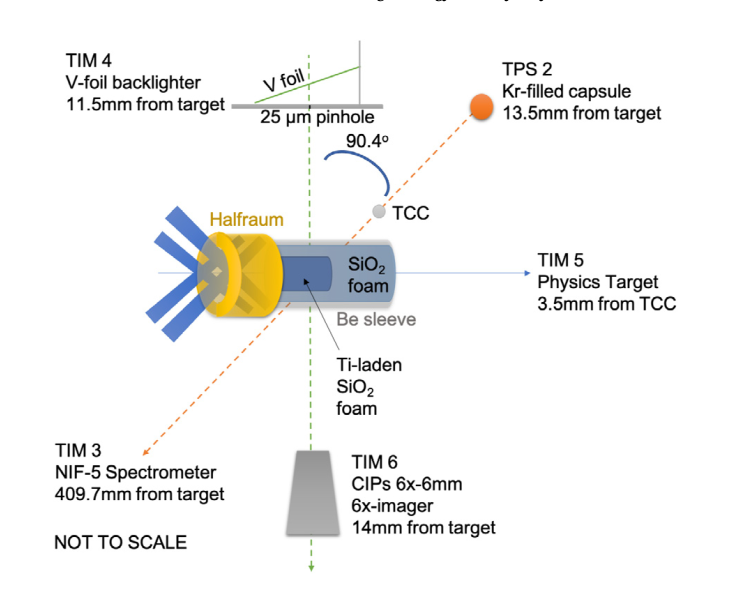 TIM 4
V-foil backlighter
11.5mm from target
V foil
25 µm pinhole
90.4º
TPS 2
Kr-filled capsule
13.5mm from target
TCC
Halfraum
SiO₂
foam
Be sleeve
TIM 5
Physics Target
3.5mm from TCC
Ti-laden
SiO₂
foam
TIM 3
NIF-5 Spectrometer
409.7mm from target
TIM 6
CIPs 6x-6mm
6x-imager
14mm from target
NOT TO SCALE